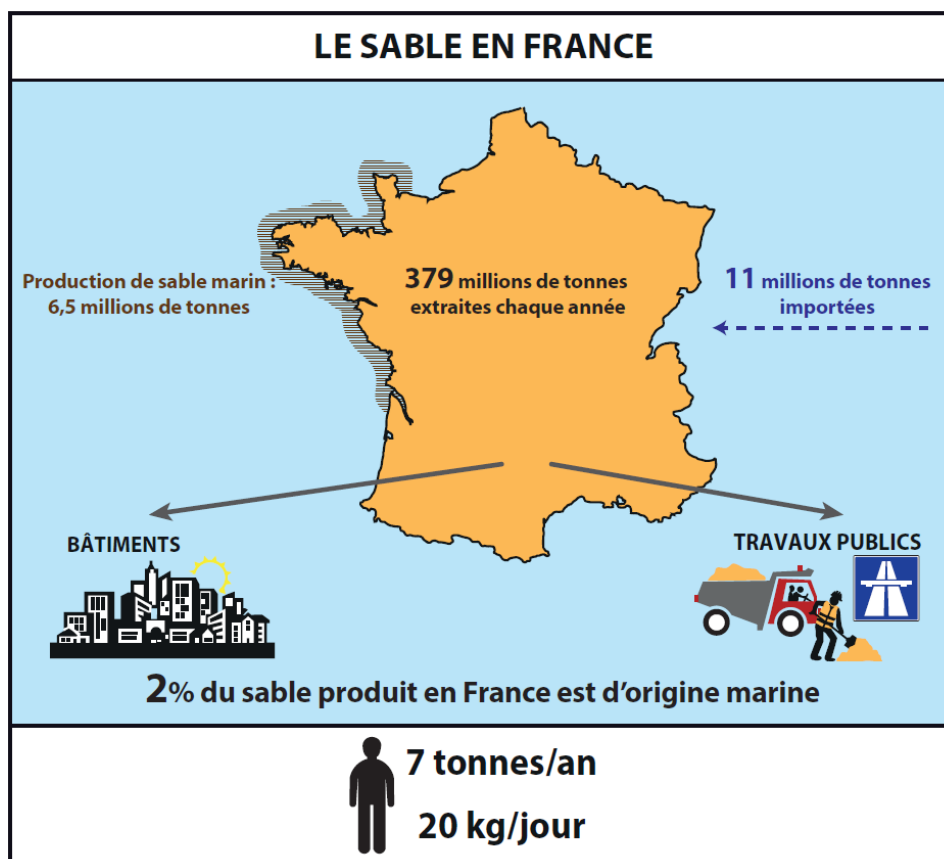 LE SABLE EN FRANCE
Production de sable marin :
6,5 millions de tonnes
379 millions de tonnes
extraites chaque année
11 millions de tonnes
importées
BÂTIMENTS
TRAVAUX PUBLICS
2% du sable produit en France est d’origine marine
7 tonnes/an
20 kg/jour